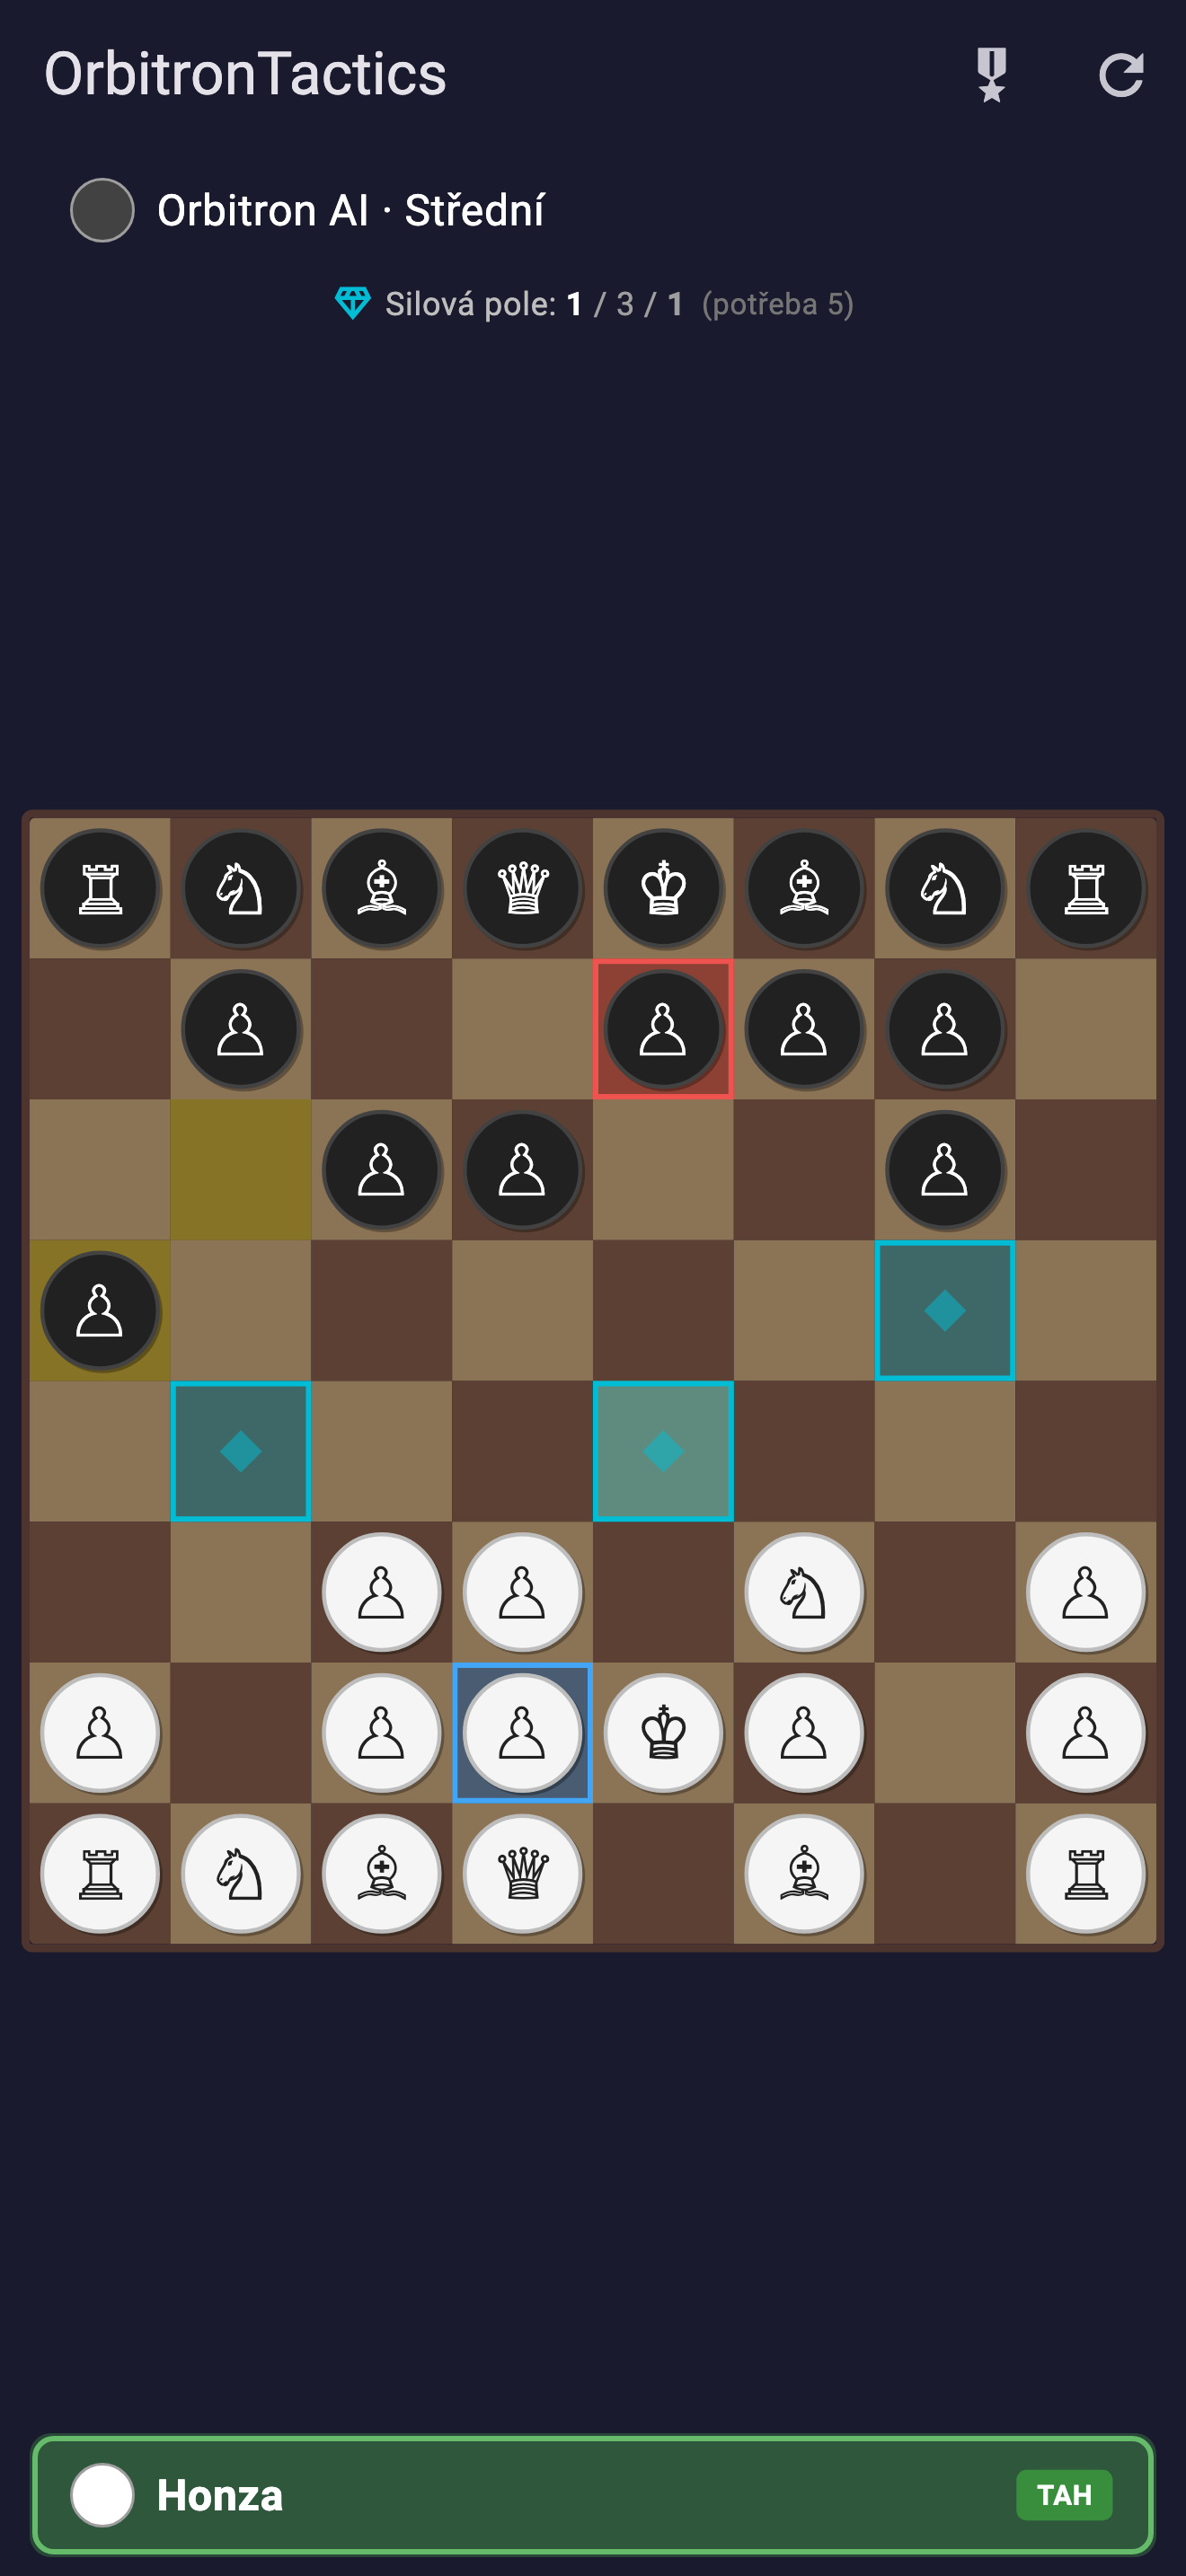 OrbitronTactics
Orbitron AI · Střední
Silová pole: 1 / 3 / 1 (potřeba 5)
Honza
TAH